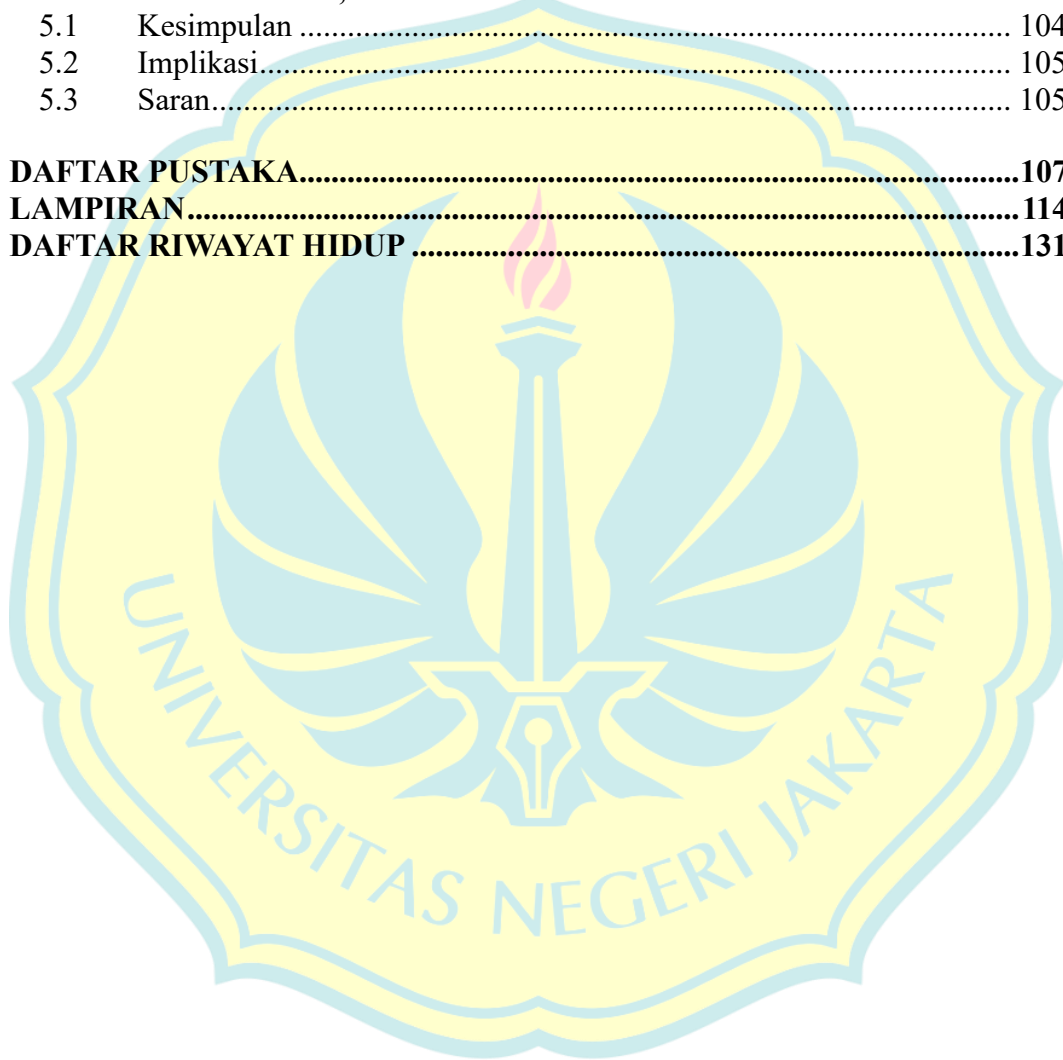 5.1 Kesimpulan ........................................................................................................ 104
5.2 Implikasi........................................................................................................... 105
5.3 Saran................................................................................................................. 105
DAFTAR PUSTAKA..............................................................................................107
LAMPIRAN..............................................................................................................114
DAFTAR RIWAYAT HIDUP ................................................................................131
UNIVERSITAS NEGERI JAKARTA